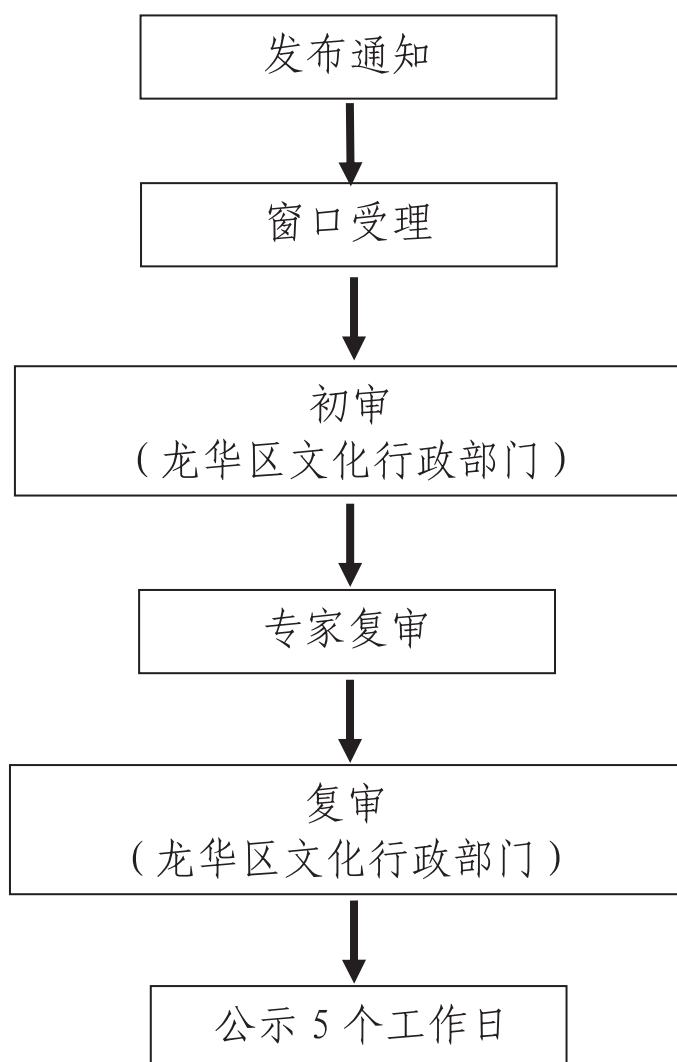 发布通知
窗口受理
初审
（龙华区文化行政部门）
专家复审
复审
（龙华区文化行政部门）
公示 5 个工作日